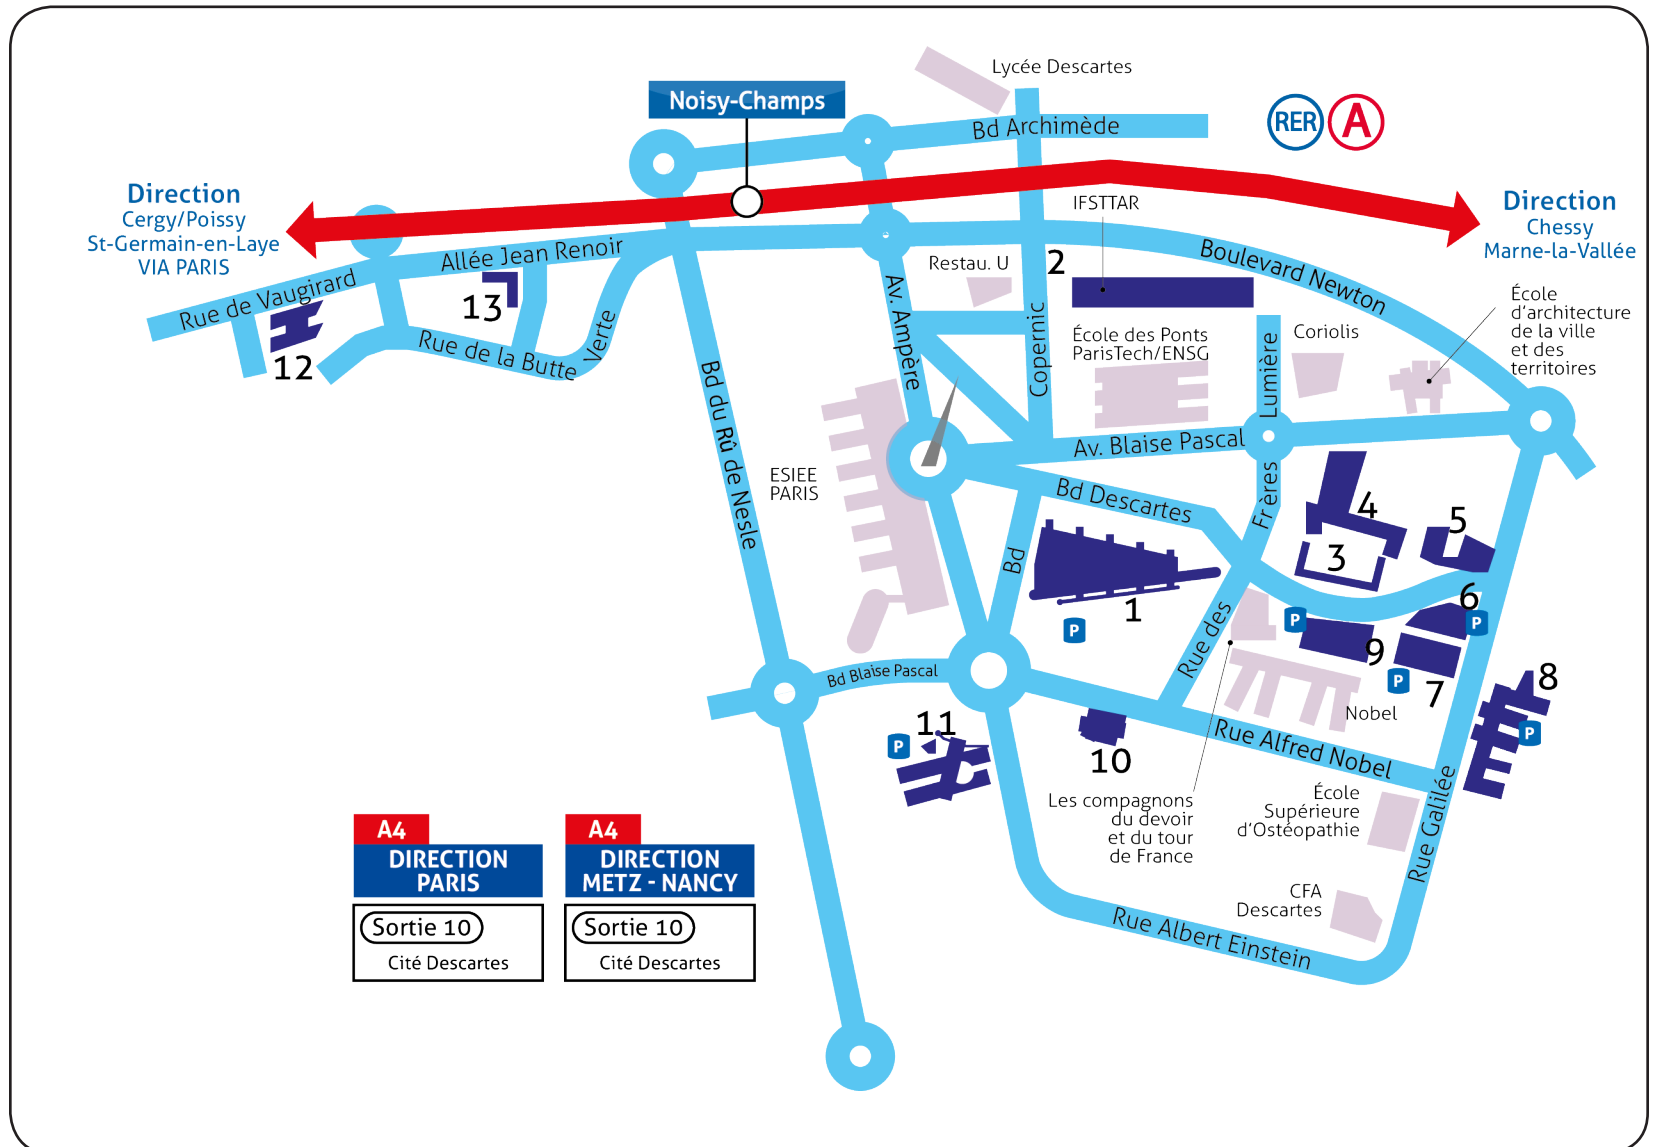 Lycée Descartes
Noisy-Champs
Bd Archimède
RER A
Direction
Cergy/Poissy
St-Germain-en-Laye
VIA PARIS
Direction
Chessy
Marne-la-Vallée
IFSTTAR
Allée Jean Renoir
Boulevard Newton
Restau. U
2
Rue de Vaugirard
13
12
Rue de la Butte Verte
Av. Ampère
Copernic
École
d'architecture
de la ville
et des
territoires
École des Ponts
ParisTech/ENSG
Lumière
Coriolis
Bd du Rû de Nesle
Av. Blaise Pascal
ESIEE
PARIS
Bd Descartes
Frères
4
5
3
Bd
1
6
P
P
P
Rue des
9
7
P
8
P
Bd Blaise Pascal
Nobel
11
P
10
Rue Alfred Nobel
Les compagnons
du devoir
et du tour
de France
École
Supérieure
d'Ostéopathie
Rue Galilée
CFA
Descartes
Rue Albert Einstein
A4
DIRECTION
PARIS
Sortie 10
Cité Descartes
A4
DIRECTION
METZ - NANCY
Sortie 10
Cité Descartes